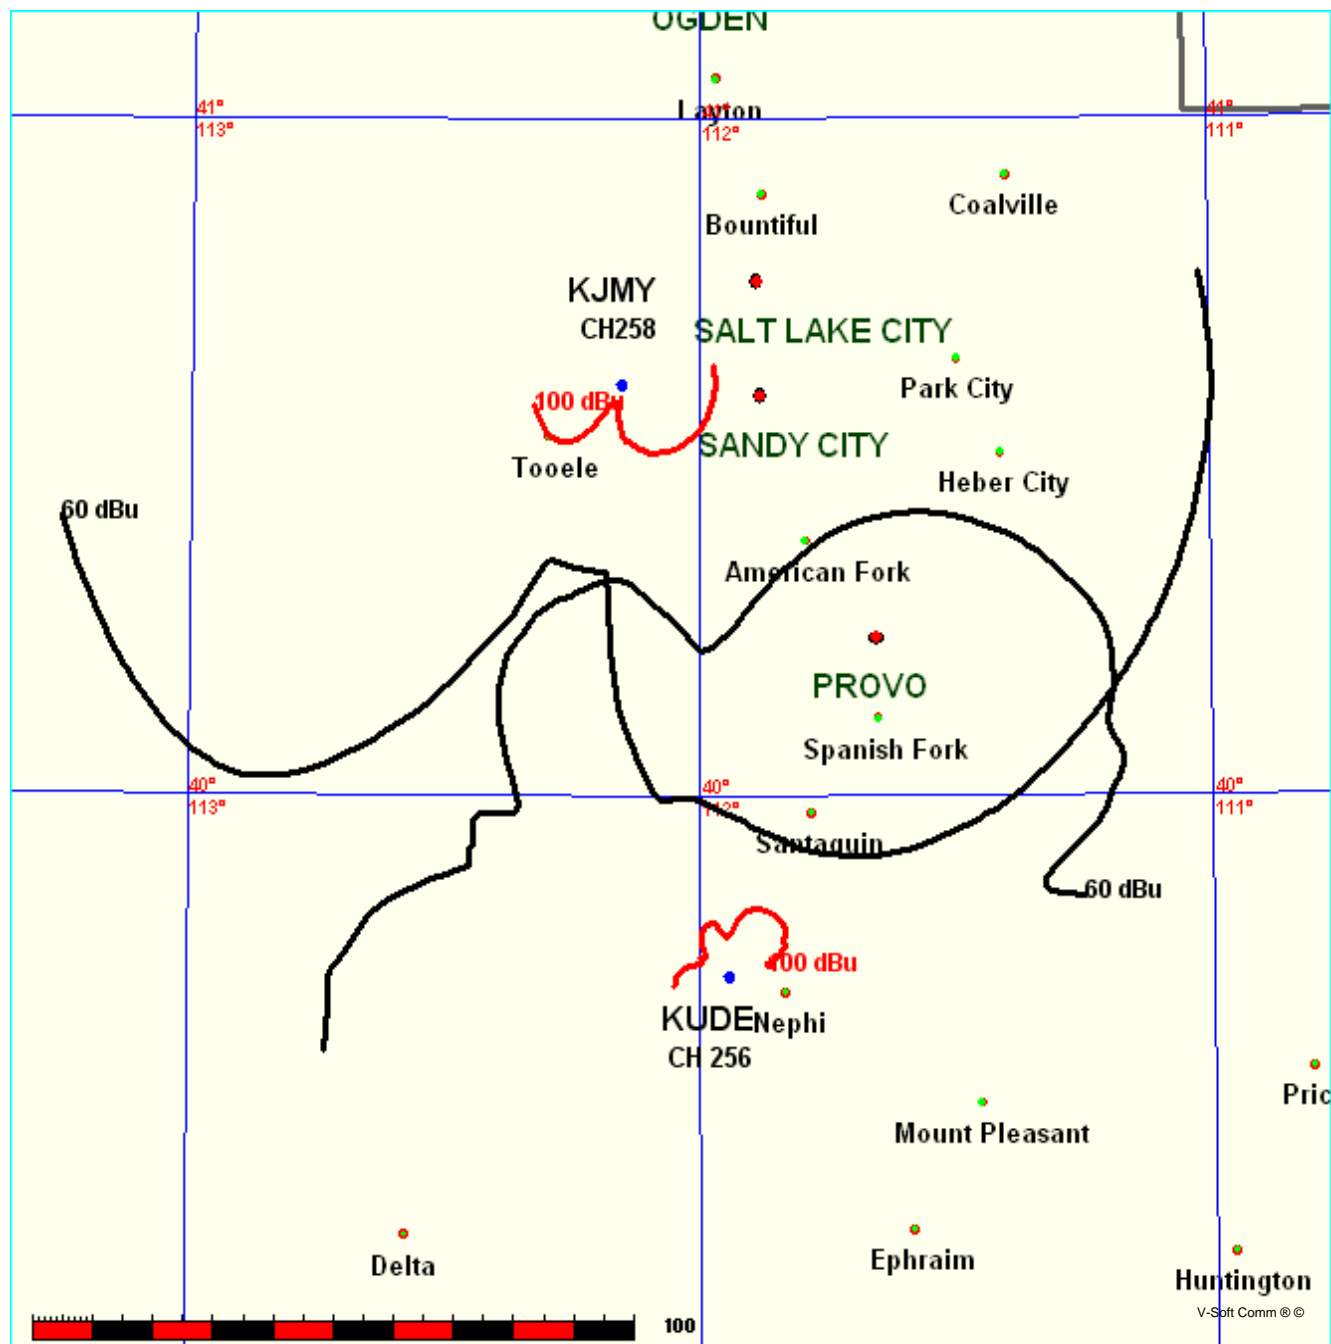 OGDEN
Layton
41°
113°
41°
112°
41°
111°
Coalville
Bountiful
KJMY
CH258
SALT LAKE CITY
Park City
100 dBu
SANDY CITY
Tooele
Heber City
60 dBu
American Fork
PROVO
Spanish Fork
40°
113°
40°
112°
40°
111°
Santaquin
60 dBu
100 dBu
KUDE
Nephi
CH 256
Pric
Mount Pleasant
Delta
Ephraim
Huntington
V-Soft Comm ® ©
100